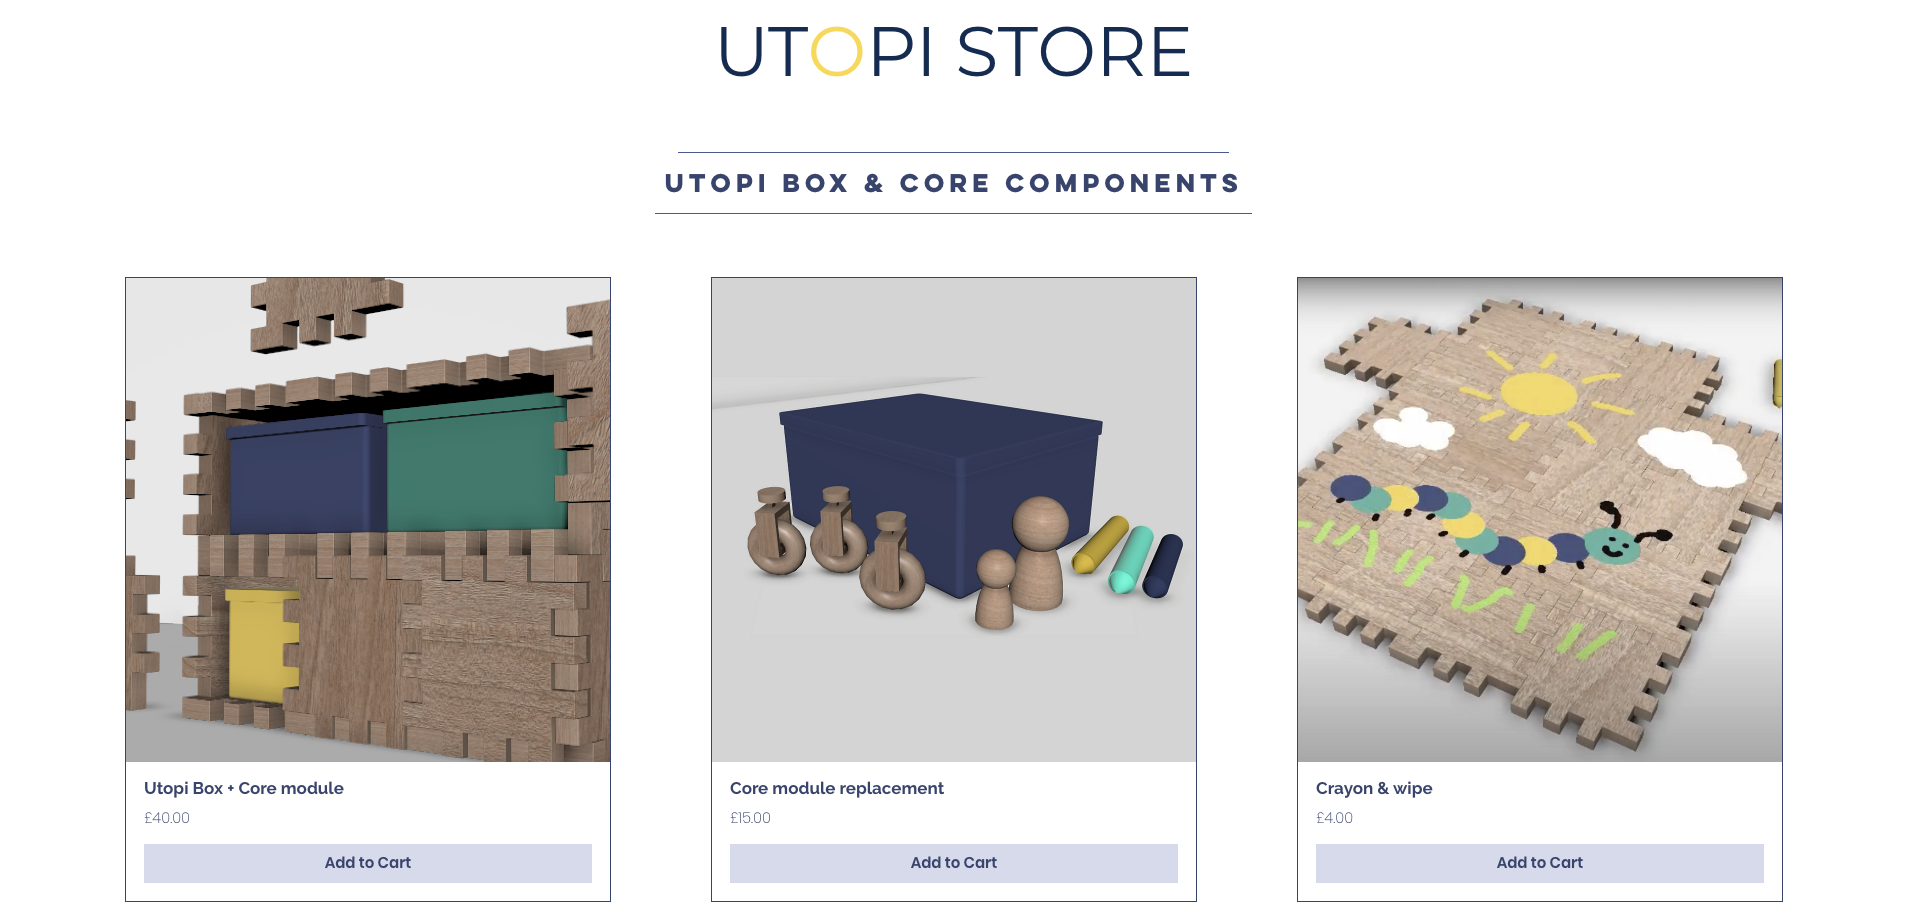 UTOPI STORE
UTOPI BOX & CORE COMPONENTS
Utopi Box + Core module
£40.00
Add to Cart
Core module replacement
£15.00
Add to Cart
Crayon & wipe
£4.00
Add to Cart